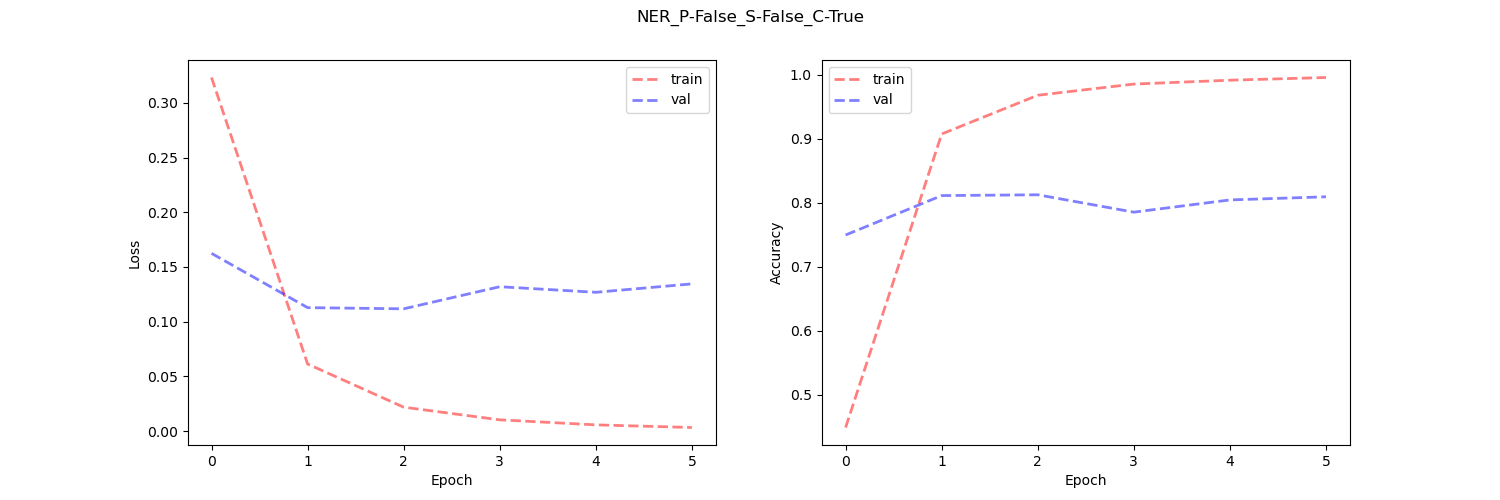 NER_P-False_S-False_C-True
train
val
0.30
0.25
0.20
0.15
0.10
0.05
0.00
Loss
0 1 2 3 4 5
Epoch
train
val
1.0
0.9
0.8
0.7
0.6
0.5
Accuracy
0 1 2 3 4 5
Epoch